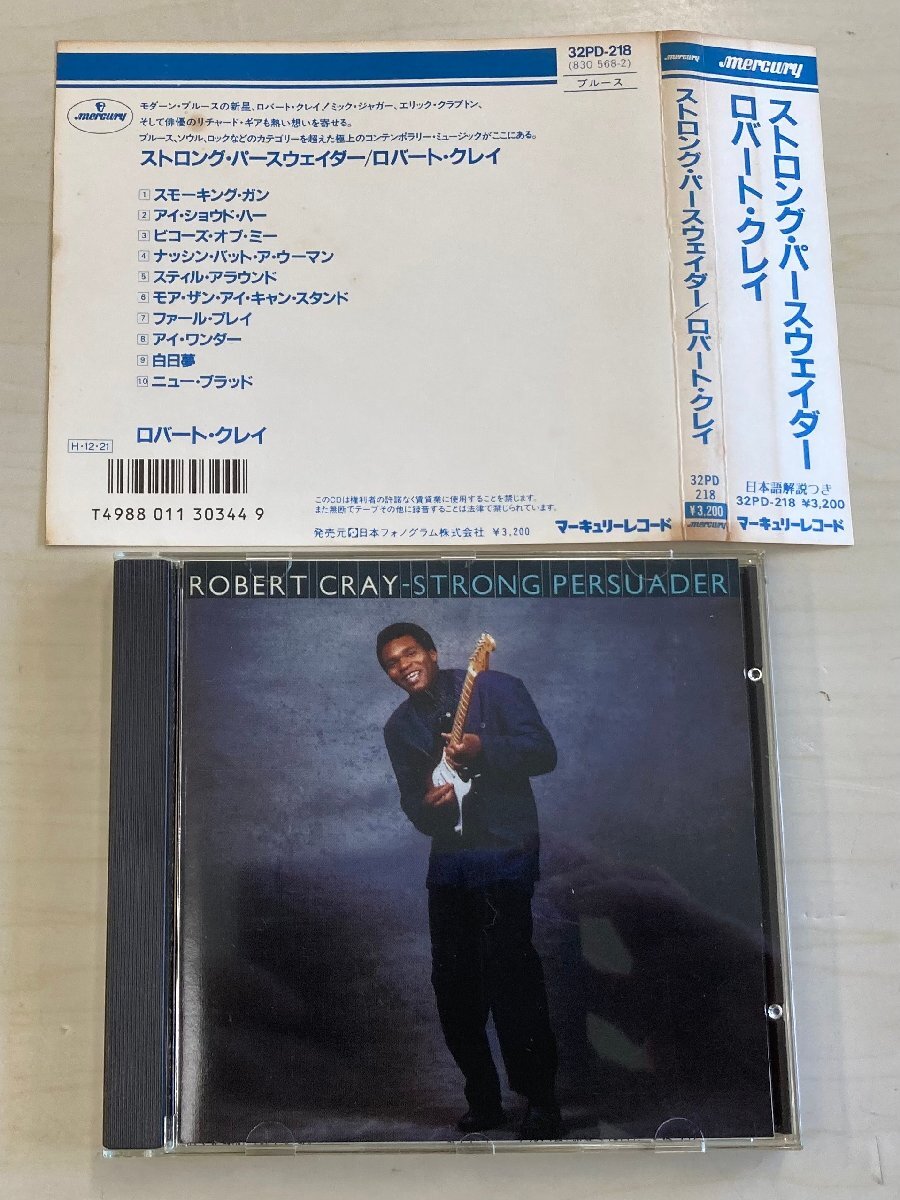 32PD-218
(830 568-2)
ブルース
mercury
モダーン・ブルースの新星、ロバート・クレイ!ミック・ジャガー、エリック・クラプトン、
そして俳優のリチャード・ギアも熱い想いを寄せる。
ブルース、ソウル、ロックなどのカテゴリーを超えた極上のコンテンポラリー・ミュージックがここにある。
ストロング・パースウェイダー/ロバート・クレイ
1 スモーキング・ガン
2 アイ・ショウド・ハー
3 ビコーズ・オブ・ミー
4 ナッシン・バット・ア・ウーマン
5 スティル・アラウンド
6 モア・ザン・アイ・キャン・スタンド
7 ファール・プレイ
8 アイ・ワンダー
9 白日夢
10 ニュー・ブラッド
H・12・21
ロバート・クレイ
T4988 011 30344 9
このCDは権利者の許諾なく賃貸業に使用することを禁じます。
また無断でテープその他に録音することは法律で禁じられています。
発売元 日本フォノグラム株式会社 ¥3,200
マーキュリーレコード
mercury
ストロング・パースウェイダー/ロバート・クレイ
32PD
218
¥3,200
mercury
mercury
ストロング・パースウェイダー
ロバート・クレイ
日本語解説つき
32PD-218 ¥3,200
マーキュリーレコード
ROBERT CRAY-STRONG PERSUADER